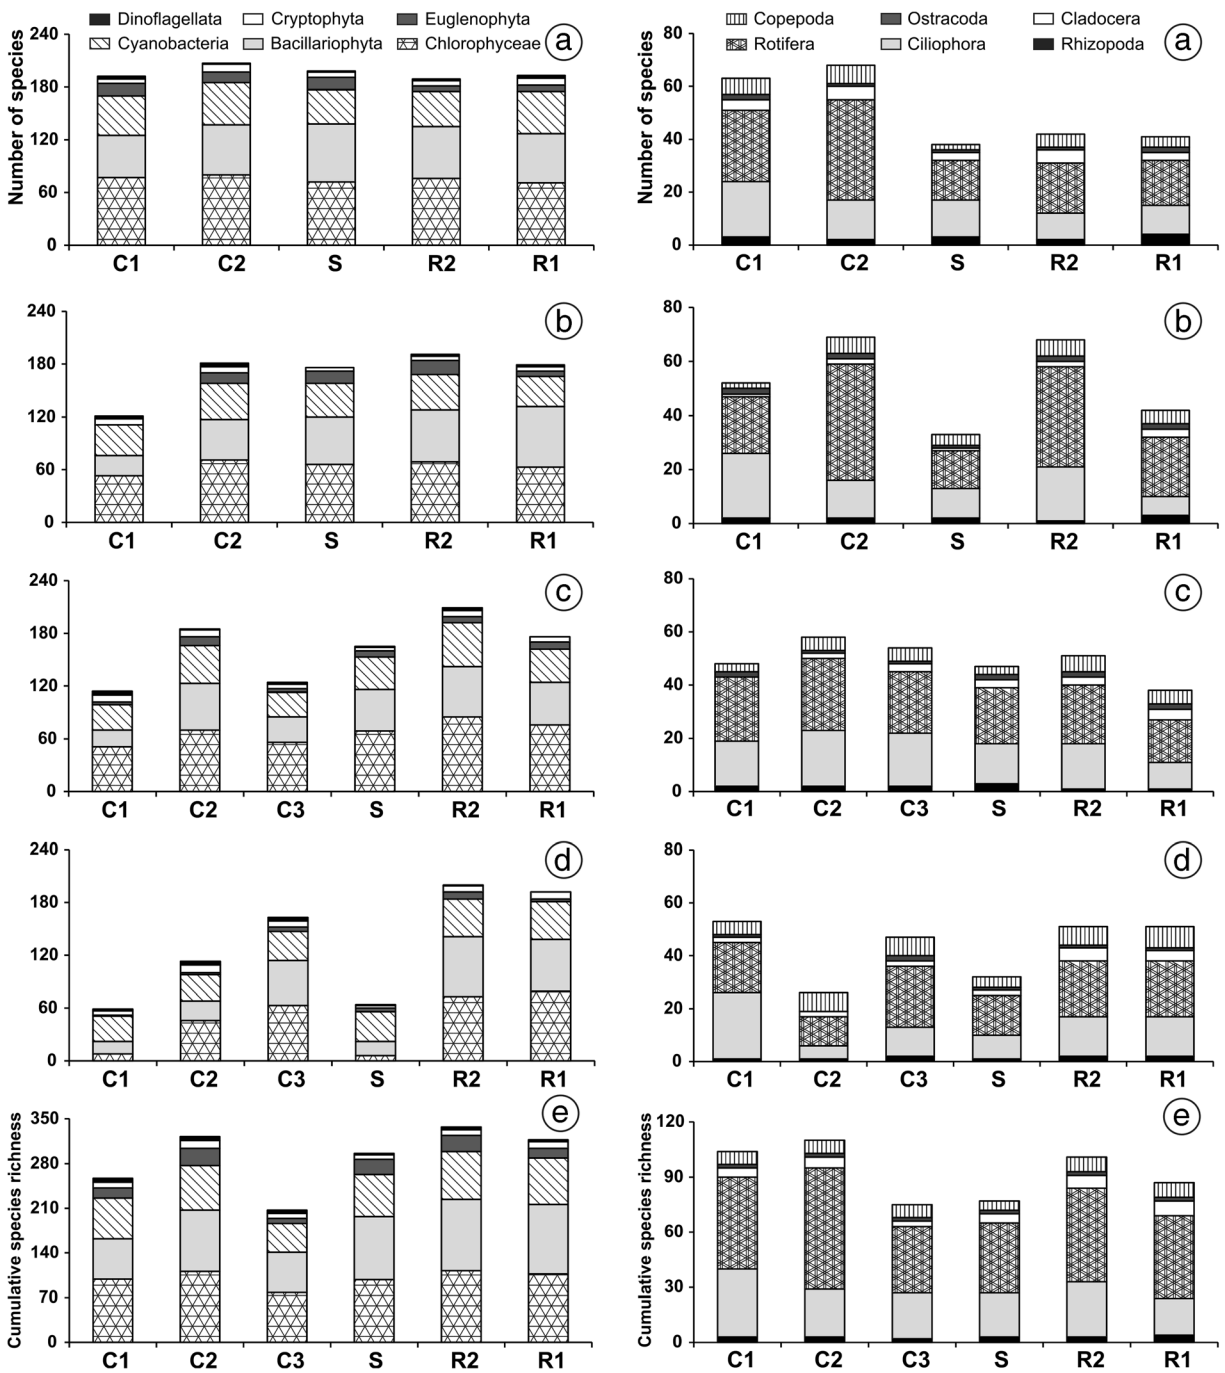 Dinoflagellata Cryptophyta Euglenophyta
Cyanobacteria Bacillariophyta Chlorophyceae
a
Number of species
240
180
120
60
0
C1 C2 S R2 R1
Copepoda Ostracoda Cladocera
Rotifera Ciliophora Rhizopoda
a
Number of species
80
60
40
20
0
C1 C2 S R2 R1
b
240
180
120
60
0
C1 C2 S R2 R1
b
80
60
40
20
0
C1 C2 S R2 R1
c
240
180
120
60
0
C1 C2 C3 S R2 R1
c
80
60
40
20
0
C1 C2 C3 S R2 R1
d
240
180
120
60
0
C1 C2 C3 S R2 R1
d
80
60
40
20
0
C1 C2 C3 S R2 R1
e
Cumulative species richness
350
280
210
140
70
0
C1 C2 C3 S R2 R1
e
Cumulative species richness
120
90
60
30
0
C1 C2 C3 S R2 R1